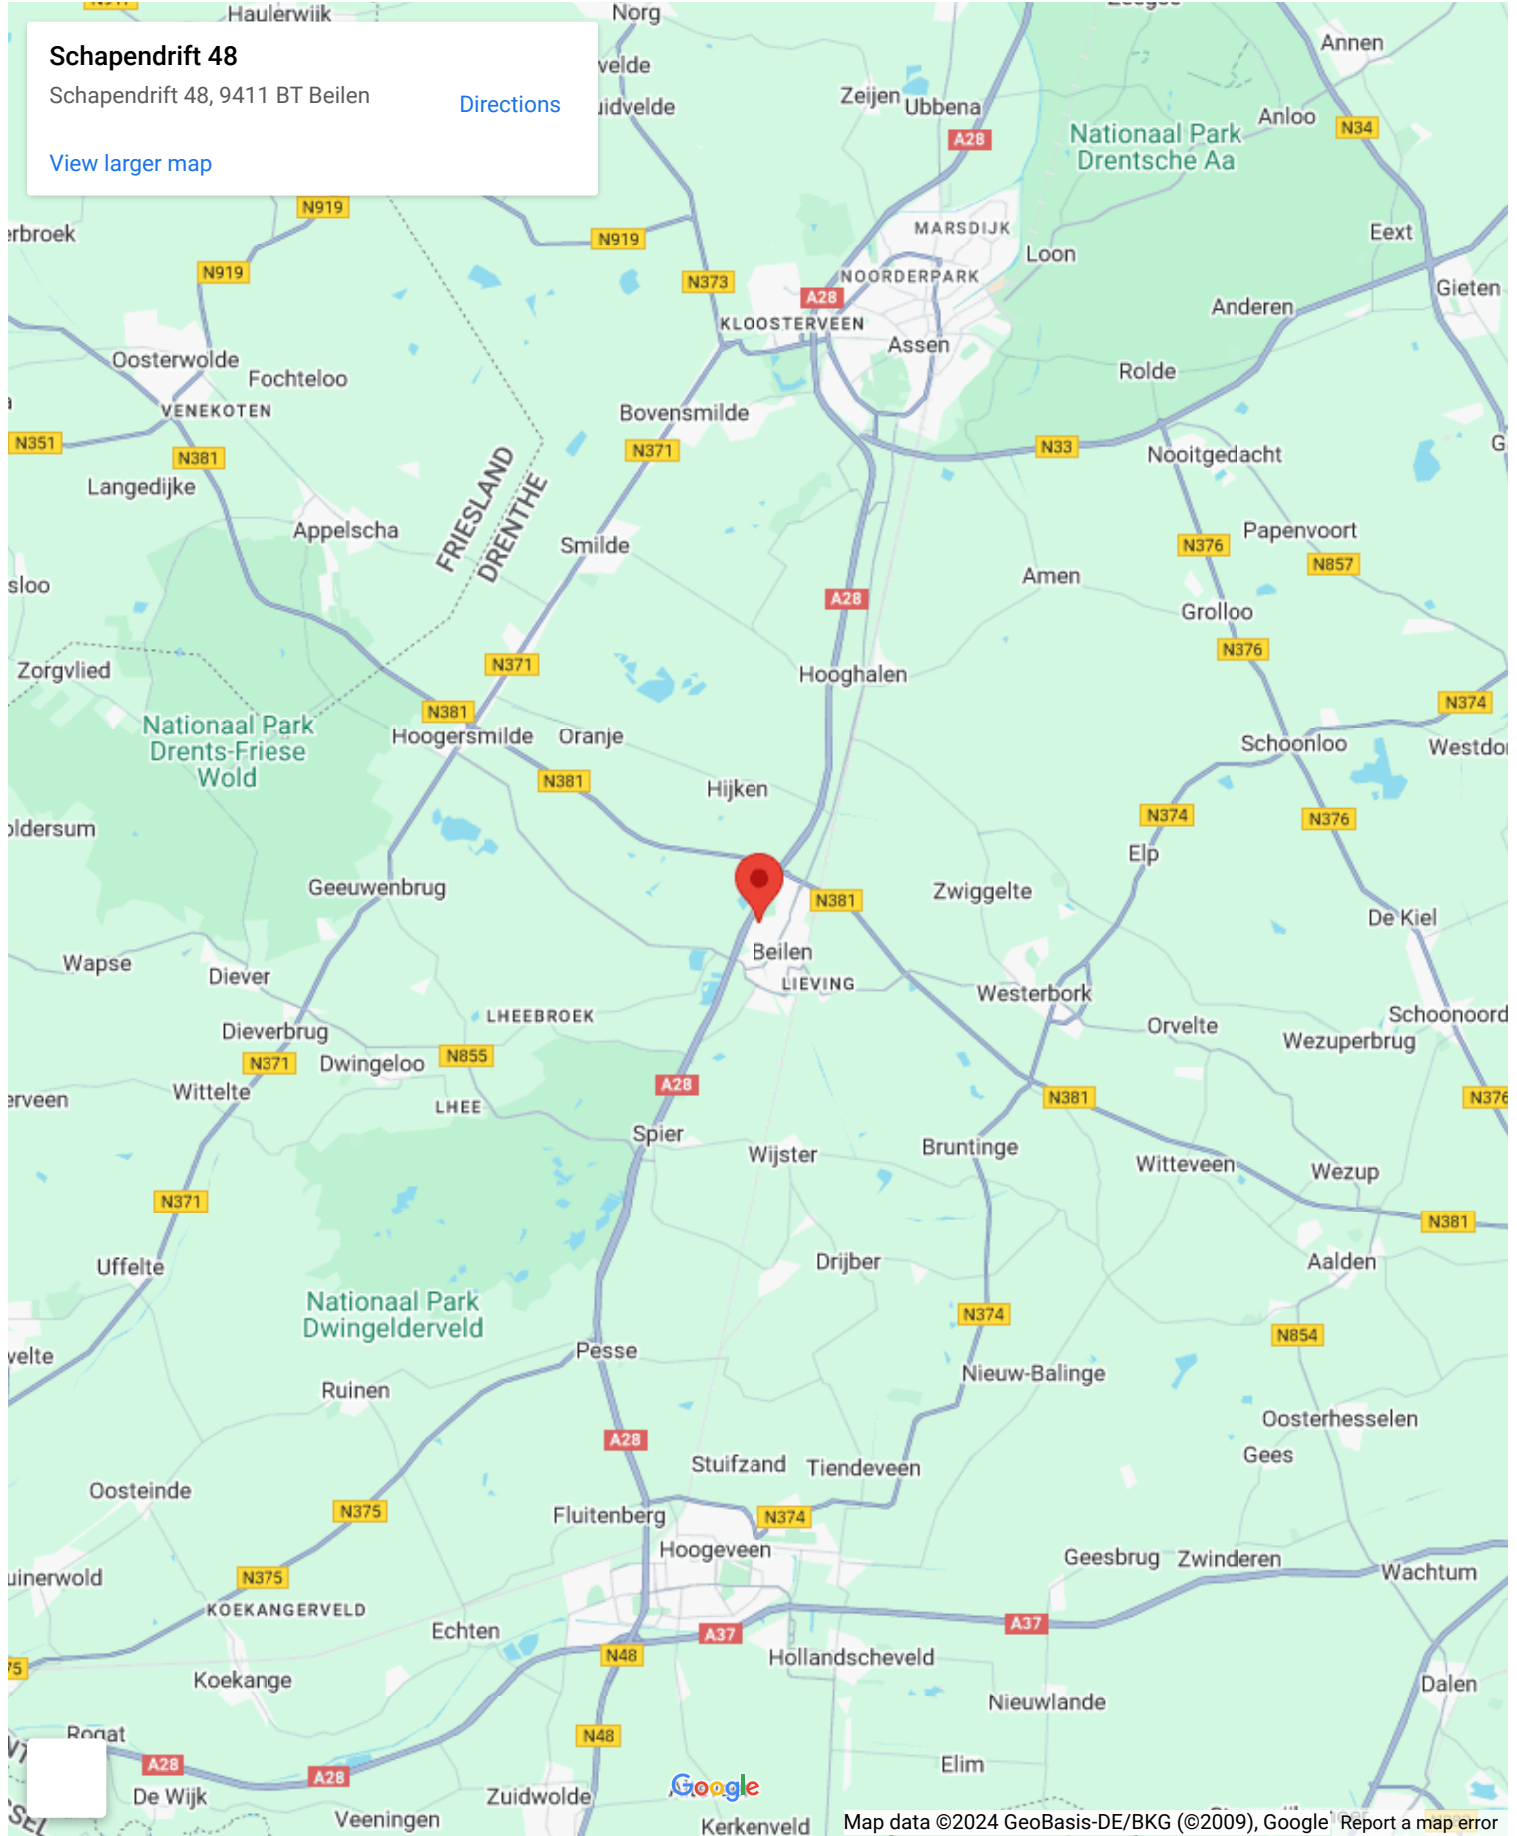 Haulerwijk
Norg
Schapendrift 48
Schapendrift 48, 9411 BT Beilen
Directions
View larger map
Annen
Zeijen
Ubbena
Anloo
N34
A28
Nationaal Park
Drentsche Aa
N919
N919
N919
MARSDIJK
Loon
Eext
N373
NOORDERPARK
A28
Gieten
KLOOSTERVEEN
Anderen
Assen
Oosterwolde
Fochteloo
Rolde
VENEKOTEN
Bovensmilde
N351
N371
N381
N33
Nooitgedacht
Langedijke
FRIESLAND
DRENTHE
Appelscha
Smilde
N376
Papenvoort
N857
Amen
A28
Grolloo
N376
Zorgvlied
N371
Hooghalen
N374
N381
Nationaal Park
Drents-Friese
Wold
Hoogersmilde
Oranje
Schoonloo
N381
Hijken
N374
N376
Elp
Geeuwenbrug
Zwiggelte
N381
De Kiel
Beilen
Wapse
Diever
LIEVING
Westerbork
LHEEBROEK
Schoonoord
Dieverbrug
Orvelte
Wezuperbrug
N371
Dwingeloo
N855
A28
Wittelte
LHEE
N381
N376
Spier
Wijster
Bruntinge
Witteveen
Wezup
N371
N381
Uffelte
Drijber
Aalden
Nationaal Park
Dwingelderveld
N374
N854
Pesse
Nieuw-Balinge
Ruinen
Oosterhesselen
A28
Gees
Stuifzand
Tiendeveen
Oosteinde
N375
Fluitenberg
N374
Hoogeveen
Geesbrug
Zwinderen
Wachtum
N375
KOEKANGERVELD
Echten
A37
A37
N48
Hollandscheveld
Koekange
Dalen
Nieuwlande
Rogat
N48
A28
A28
Elim
De Wijk
Zuidwolde
Google
Veeningen
Kerkenveld
Map data ©2024 GeoBasis-DE/BKG (©2009), Google
Report a map error